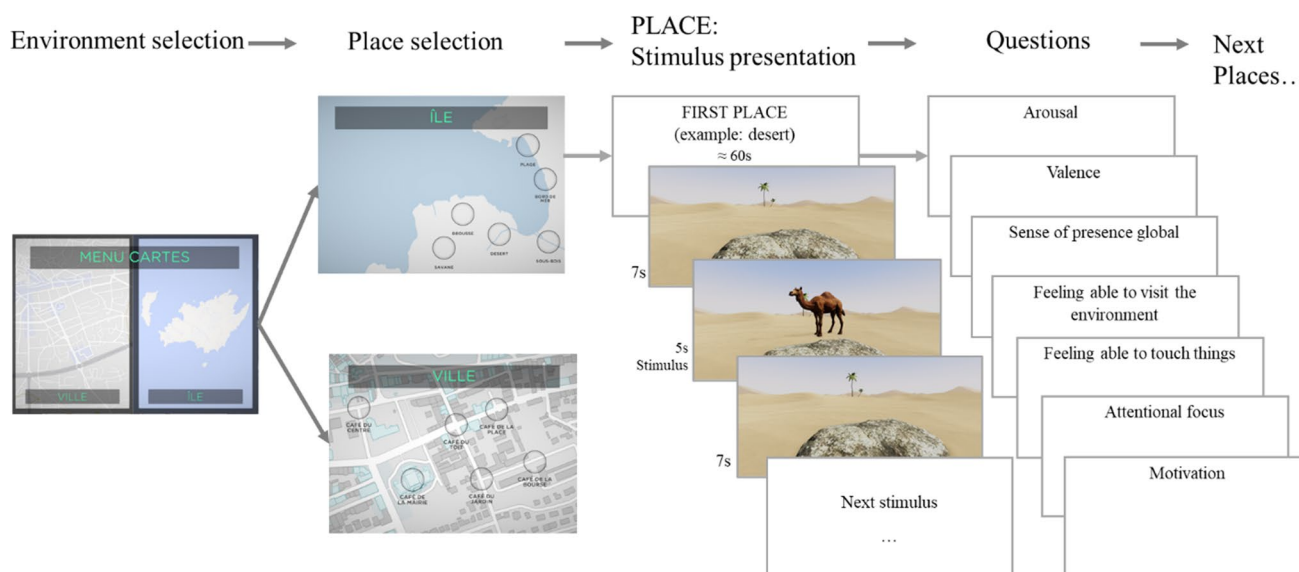 Environment selection
Place selection
PLACE:
Stimulus presentation
Questions
Next
Places…
MENU CARTES
VILLE
ÎLE
ÎLE
PLAGE
BROUSSE
SAVANE
DESERT
SOUS-BOIS
VILLE
CAFÉ DU
CENTRE
CAFÉ DE
LA PLACE
CAFÉ DU
TOIT
CAFÉ DE
LA MAIRIE
CAFÉ DU
JARDIN
CAFÉ DE LA
BOURSE
FIRST PLACE
(example: desert)
≈ 60s
7s
5s
Stimulus
7s
Next stimulus
…
Arousal
Valence
Sense of presence global
Feeling able to visit the
environment
Feeling able to touch things
Attentional focus
Motivation